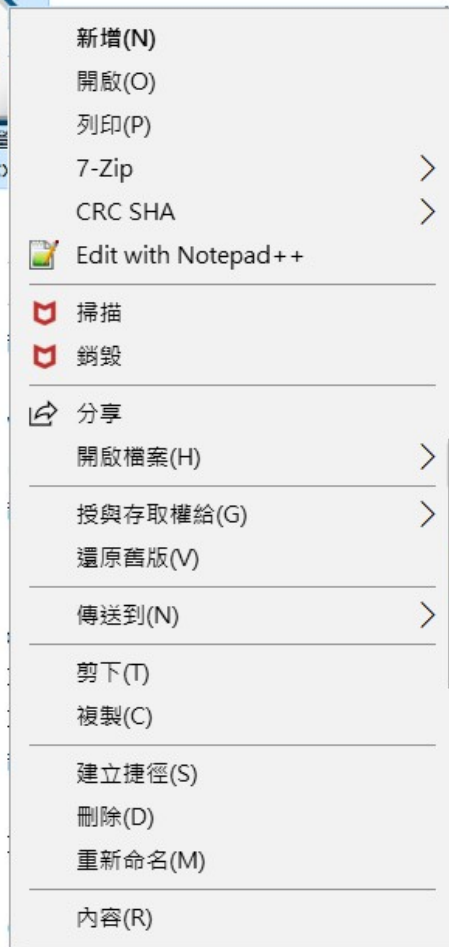 新增(N)
開啟(O)
列印(P)
7-Zip
CRC SHA
Edit with Notepad++
掃描
銷毀
分享
開啟檔案(H)
授與存取權給(G)
還原舊版(V)
傳送到(N)
剪下(T)
複製(C)
建立捷徑(S)
刪除(D)
重新命名(M)
內容(R)